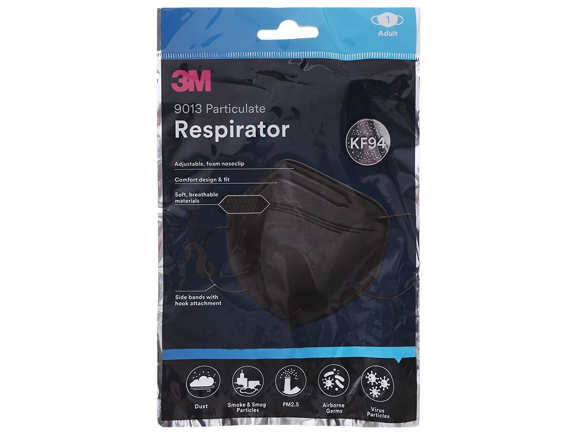 1
Adult
3M
9013 Particulate
Respirator
KF94
Adjustable, foam noseclip
Comfort design & fit
Soft, breathable
materials
Side bands with
hook attachment
Dust
Smoke & Smog
Particles
PM2.5
Airborne
Germs
Virus
Particles